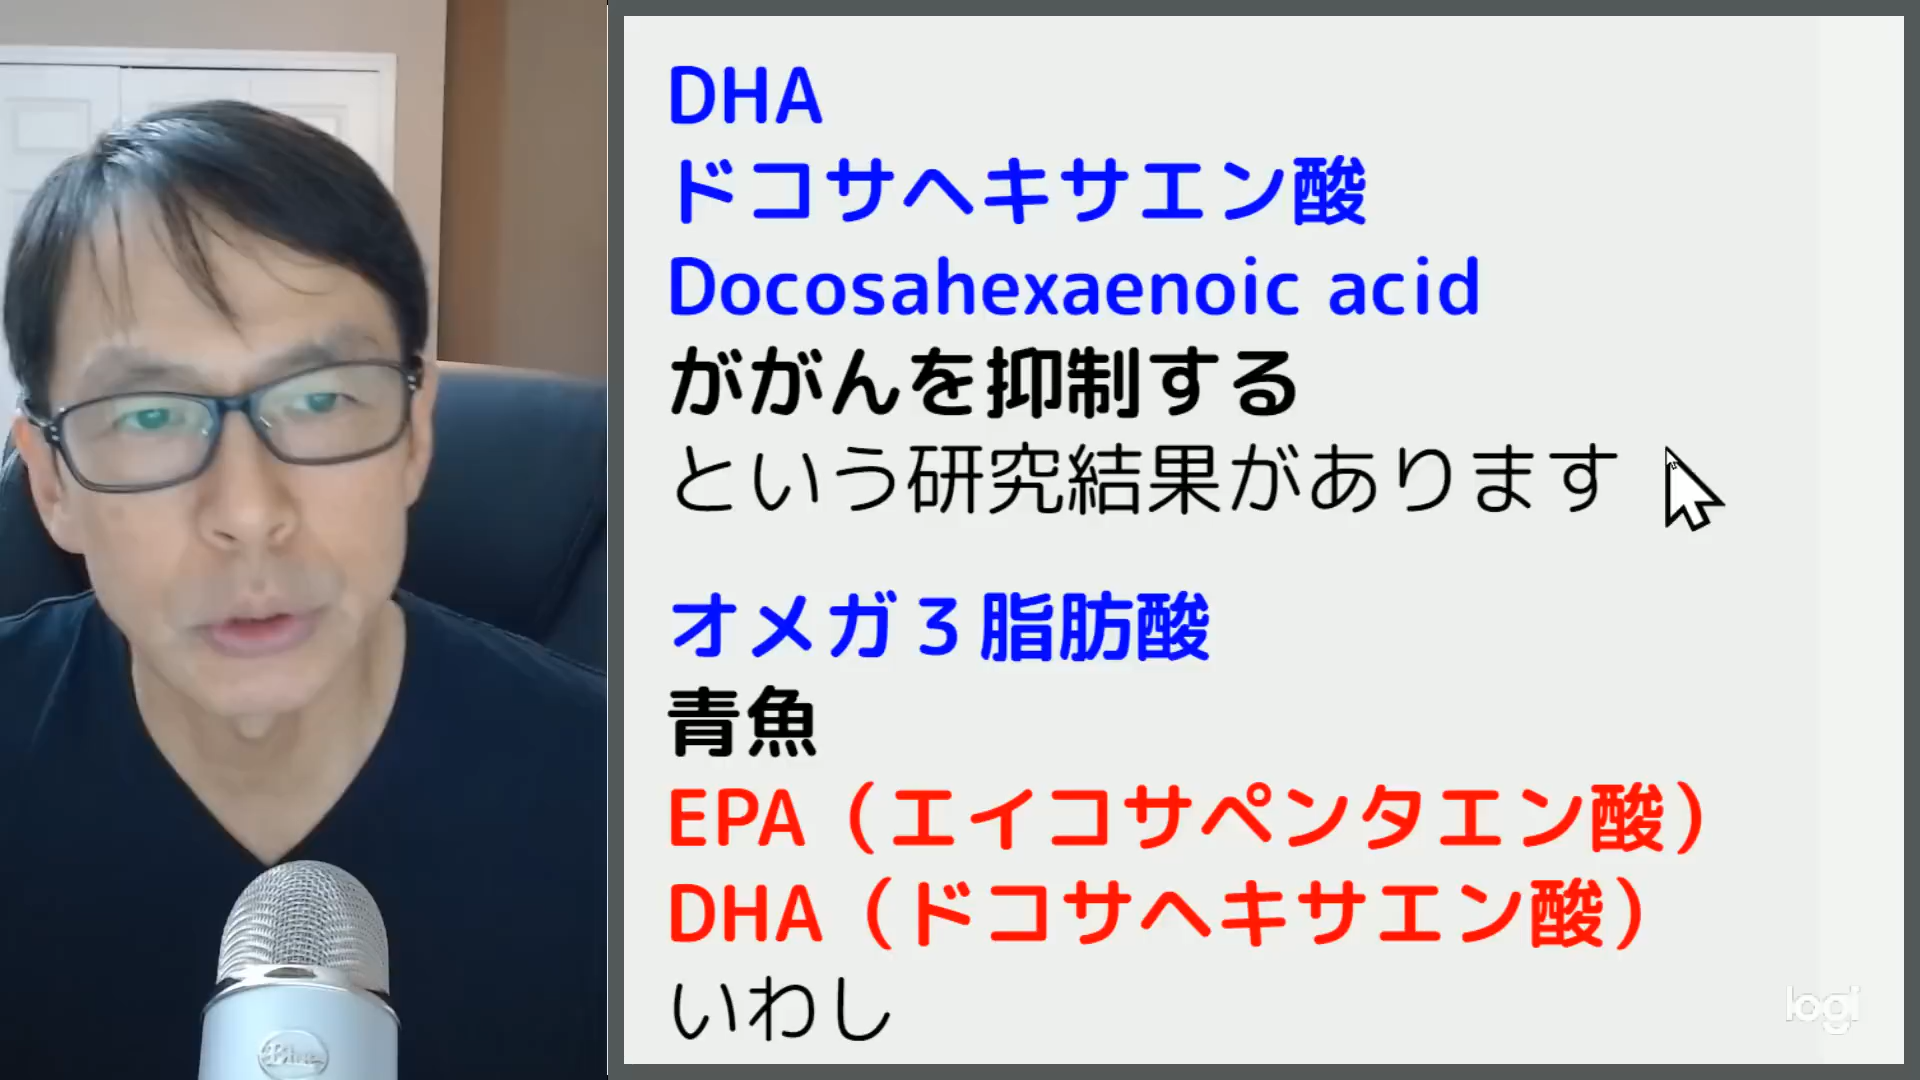 DHA
ドコサヘキサエン酸
Docosahexaenoic acid
ががんを抑制する
という研究結果があります
オメガ３脂肪酸
青魚
EPA（エイコサペンタエン酸）
DHA（ドコサヘキサエン酸）
いわし
logi
Blue